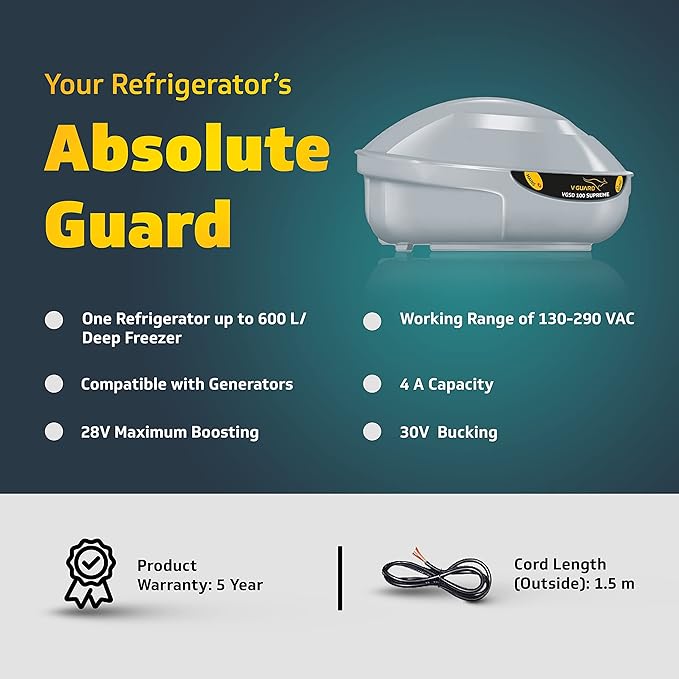 Your Refrigerator's
Absolute
Guard
V-GUARD
VGSD 100 SUPREME
One Refrigerator up to 600 L/
Deep Freezer
Working Range of 130-290 VAC
Compatible with Generators
4 A Capacity
28V Maximum Boosting
30V Bucking
Product
Warranty: 5 Year
Cord Length
(Outside): 1.5 m